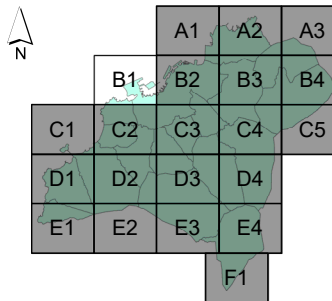 A1 A2 A3
N
B1 B2 B3 B4
C1 C2 C3 C4 C5
D1 D2 D3 D4
E1 E2 E3 E4
F1